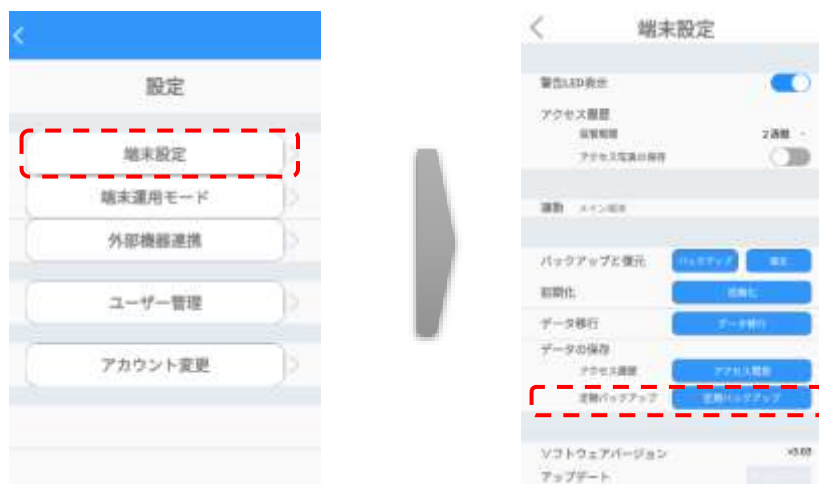 設定
端末設定
端末運用モード
外部機器連携
ユーザー管理
アカウント変更
端末設定
警告LED表示
アクセス履歴
保管期間 2週間
アクセス写真の保存
連動 メイン端末
バックアップと復元 バックアップ 復元
初期化 初期化
データ移行 データ移行
データの保存
アクセス履歴 アクセス履歴
定期バックアップ 定期バックアップ
ソフトウェアバージョン v3.03
アップデート